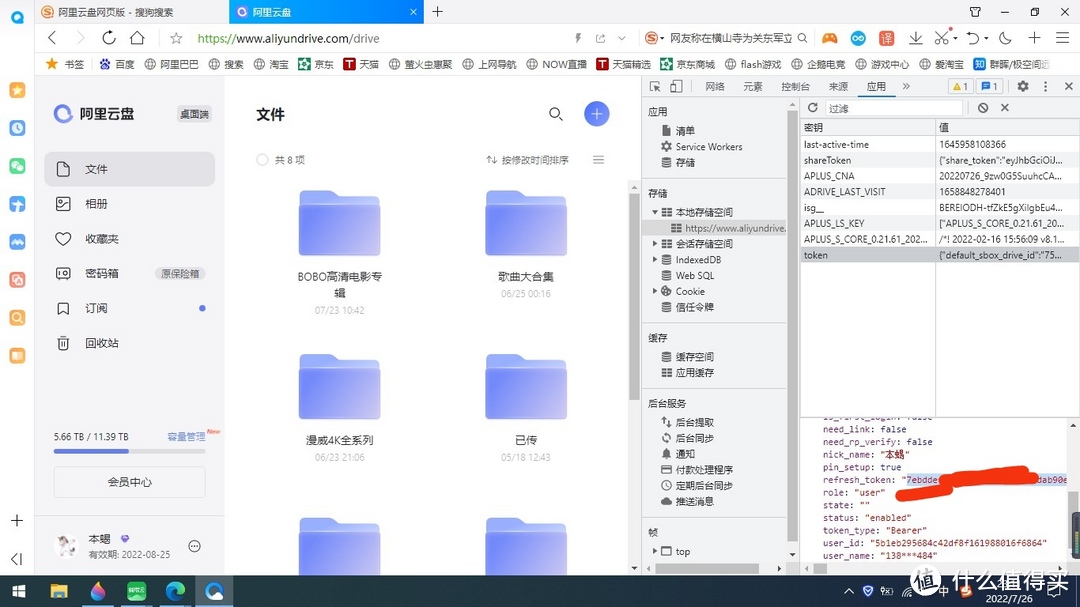 阿里云盘网页版 - 搜狗搜索
阿里云盘
https://www.aliyundrive.com/drive
网友称在横山寺为关东军立
书签
百度
阿里巴巴
搜索
淘宝
京东
天猫
萤火虫惠聚
上网导航
NOW直播
天猫精选
京东商城
flash游戏
企鹅电竞
游戏中心
爱淘宝
群晖/极空间
阿里云盘
桌面端
文件
相册
收藏夹
密码箱
原保险箱
订阅
回收站
5.66 TB / 11.39 TB
容量管理
New
会员中心
本蝎
有效期: 2022-08-25
文件
共 8 项
按修改时间排序
BOBO高清电影专辑
07/23 10:42
歌曲大合集
06/25 00:16
漫威4K全系列
06/23 21:06
已传
05/18 12:43
网络
元素
控制台
来源
应用
1
1
应用
清单
Service Workers
存储
存储
本地存储空间
https://www.aliyundrive.
会话存储空间
IndexedDB
Web SQL
Cookie
信任令牌
缓存
缓存空间
应用缓存
后台服务
后台提取
后台同步
通知
付款处理程序
定期后台同步
推送消息
帧
top
过滤
密钥 值
last-active-time 1645958108366
shareToken {"share_token":"eyJhbGciOiJ...
APLUS_CNA 20220726_9zw0G5SuuhcCA...
ADRIVE_LAST_VISIT 1658848278401
isg__ BEREIODH-tfZkE5gXiIgbEu4...
APLUS_LS_KEY ["APLUS_S_CORE_0.21.61_20...
APLUS_S_CORE_0.21.61_202... /*! 2022-02-16 15:56:09 v8.1...
token {"default_sbox_drive_id":"75...
need_link: false
need_rp_verify: false
nick_name: "本蝎"
pin_setup: true
refresh_token: "7ebdde dab90e
role: "user"
state: ""
status: "enabled"
token_type: "Bearer"
user_id: "5b1eb295684c42df8f161988016f6864"
user_name: "138***484"
中
2022/7/26
值 什么值得买